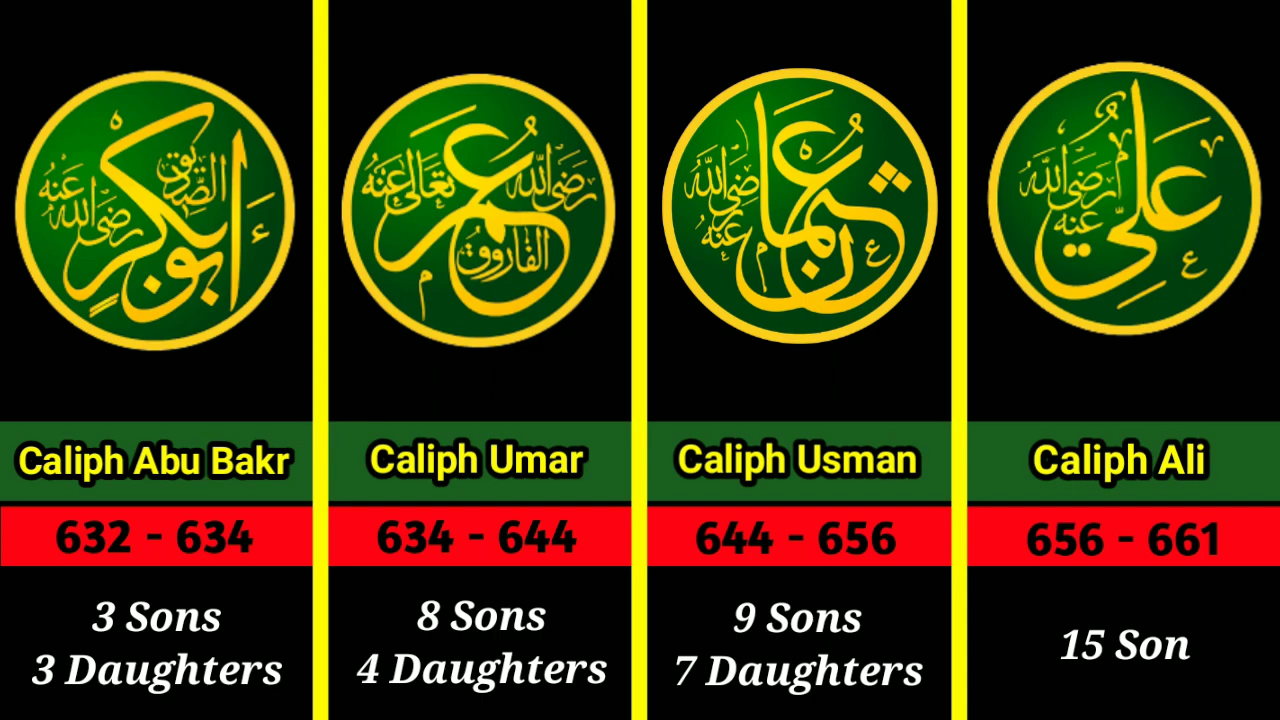 أبو بكر
الصديق
رضي الله عنه
عمر
الفاروق
رضي الله
تعالى عنه
عثمان
رضي الله
عنه
علي
رضي الله
عنه
Caliph Abu Bakr
632 - 634
3 Sons
3 Daughters
Caliph Umar
634 - 644
8 Sons
4 Daughters
Caliph Usman
644 - 656
9 Sons
7 Daughters
Caliph Ali
656 - 661
15 Son